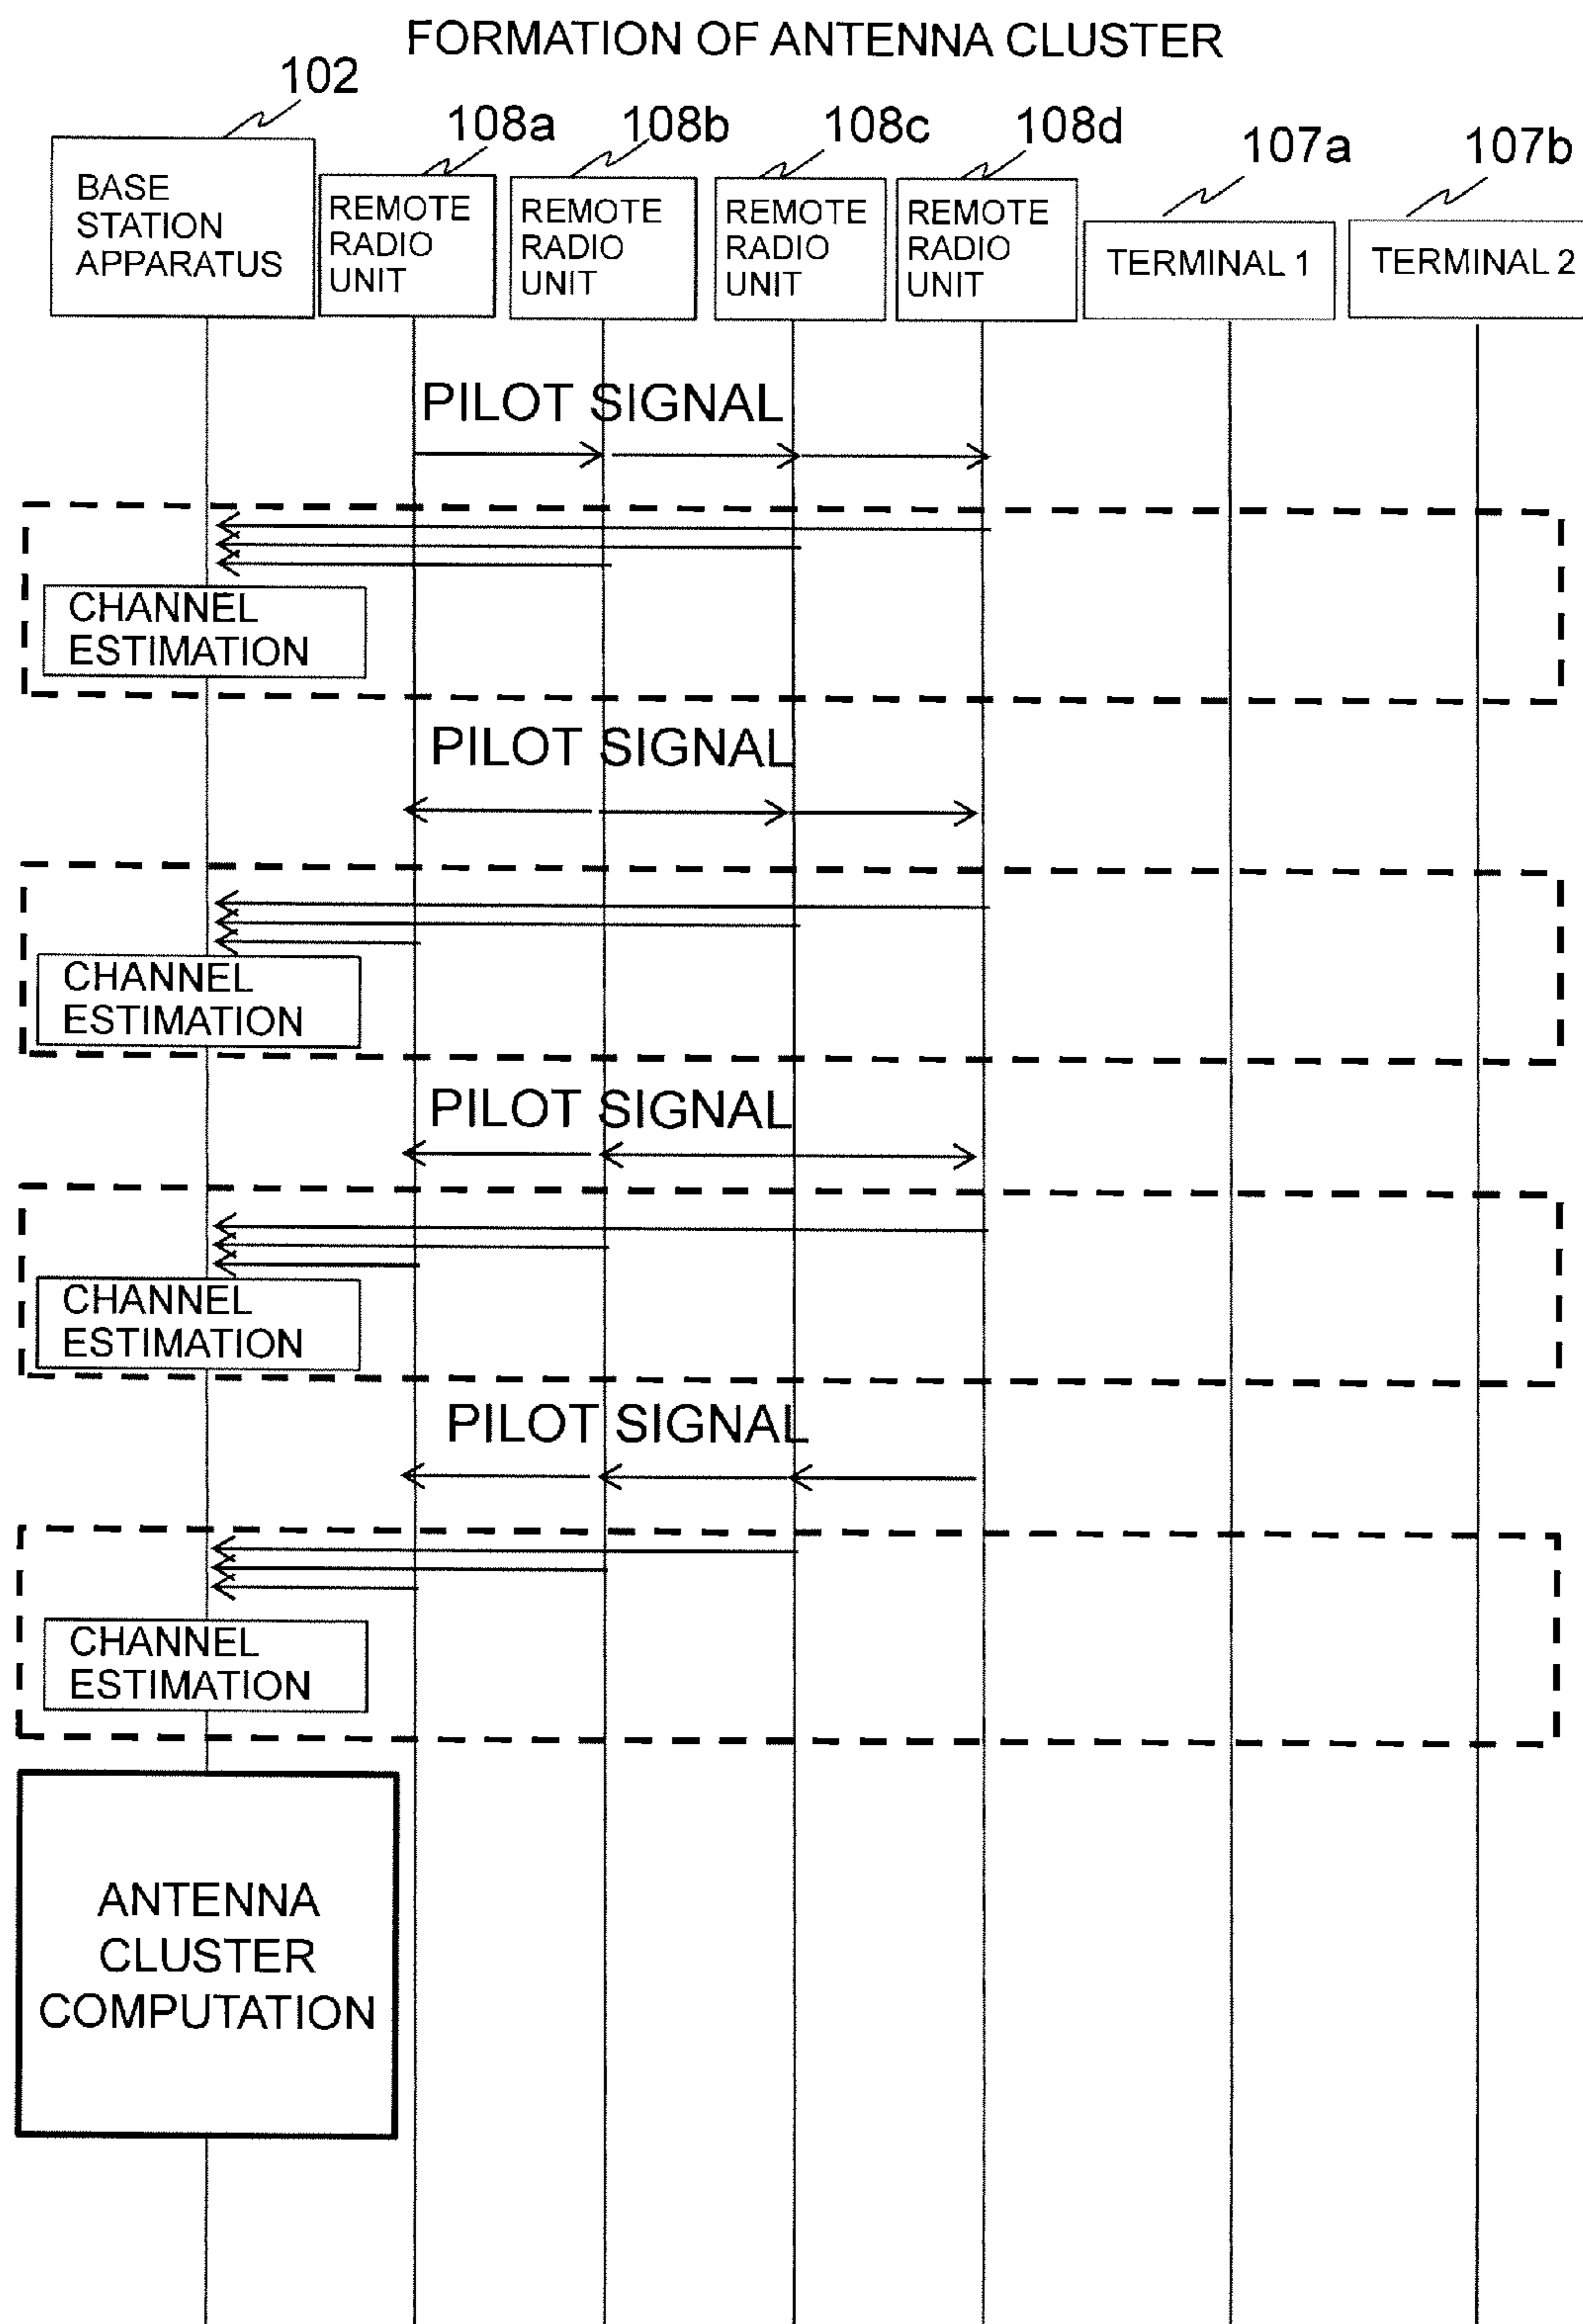 FORMATION OF ANTENNA CLUSTER
102
108a
108b
108c
108d
107a
107b
BASE
STATION
APPARATUS
REMOTE
RADIO
UNIT
REMOTE
RADIO
UNIT
REMOTE
RADIO
UNIT
REMOTE
RADIO
UNIT
TERMINAL 1
TERMINAL 2
PILOT SIGNAL
CHANNEL
ESTIMATION
PILOT SIGNAL
CHANNEL
ESTIMATION
PILOT SIGNAL
CHANNEL
ESTIMATION
PILOT SIGNAL
CHANNEL
ESTIMATION
ANTENNA
CLUSTER
COMPUTATION